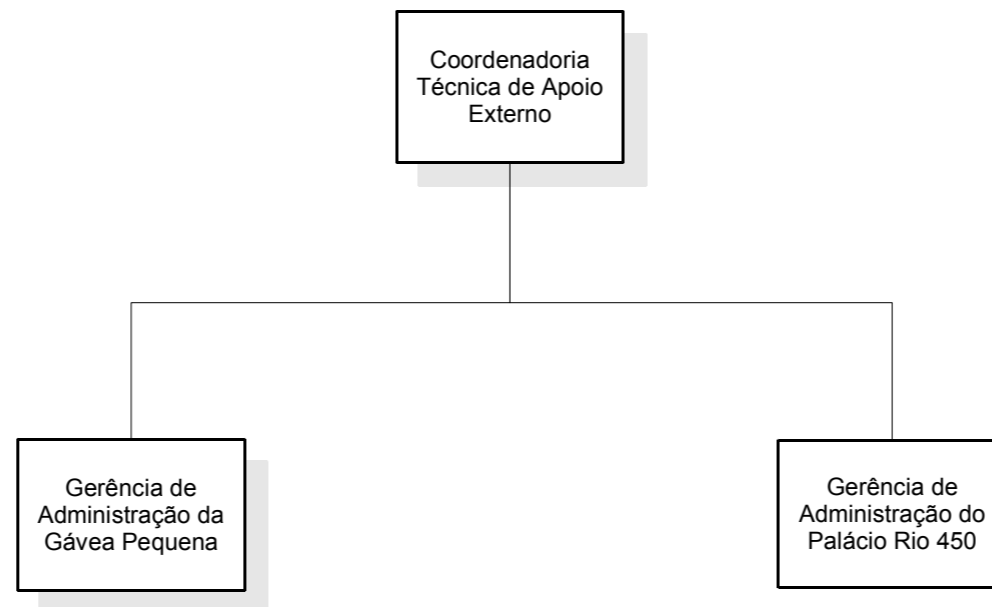 Coordenadoria
Técnica de Apoio
Externo
Gerência de
Administração da
Gávea Pequena
Gerência de
Administração do
Palácio Rio 450